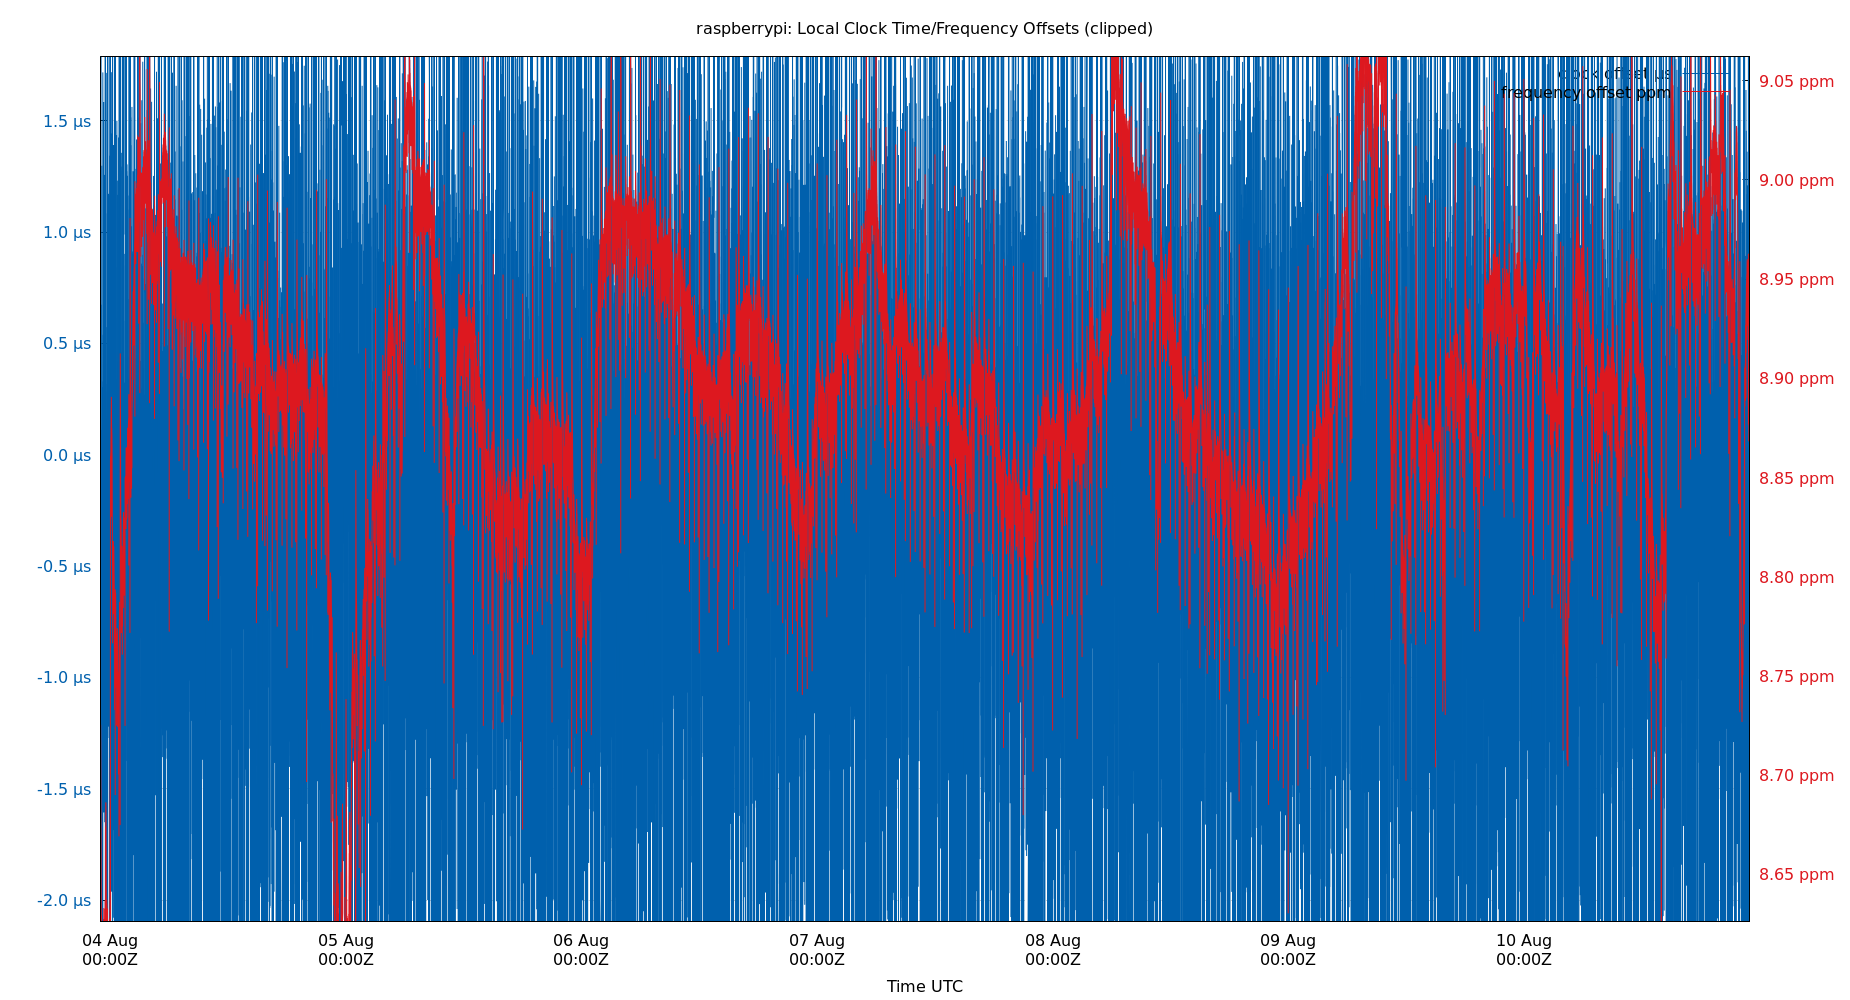 raspberrypi: Local Clock Time/Frequency Offsets (clipped)
clock offset µs
frequency offset ppm
1.5 µs
1.0 µs
0.5 µs
0.0 µs
-0.5 µs
-1.0 µs
-1.5 µs
-2.0 µs
9.05 ppm
9.00 ppm
8.95 ppm
8.90 ppm
8.85 ppm
8.80 ppm
8.75 ppm
8.70 ppm
8.65 ppm
04 Aug 05 Aug 06 Aug 07 Aug 08 Aug 09 Aug 10 Aug
00:00Z 00:00Z 00:00Z 00:00Z 00:00Z 00:00Z 00:00Z
Time UTC